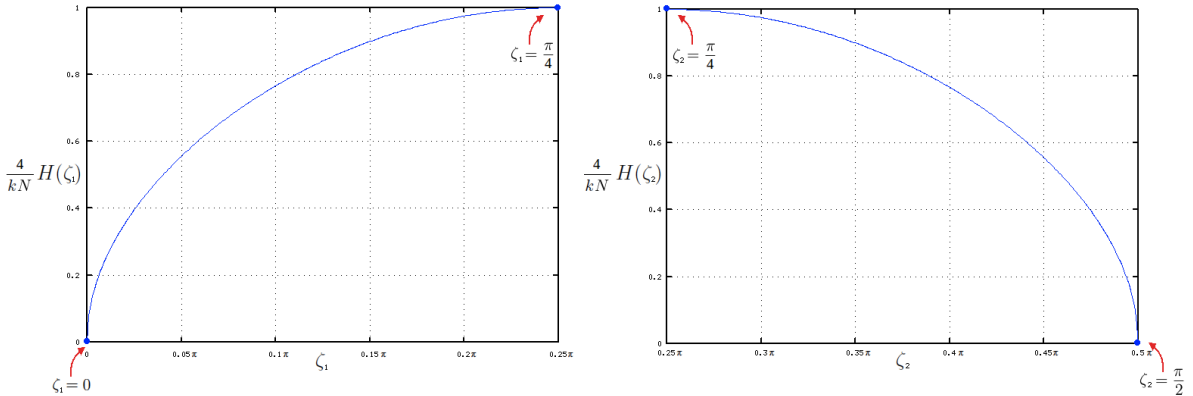 1
0.8
0.6
0.4
0.2
0
0
0.05π
0.1π
0.15π
0.2π
0.25π
4/kN H(ζ₁)
ζ₁
ζ₁ = π/4
ζ₁ = 0
1
0.8
0.6
0.4
0.2
0
0.25π
0.3π
0.35π
0.4π
0.45π
0.5π
4/kN H(ζ₂)
ζ₂
ζ₂ = π/4
ζ₂ = π/2